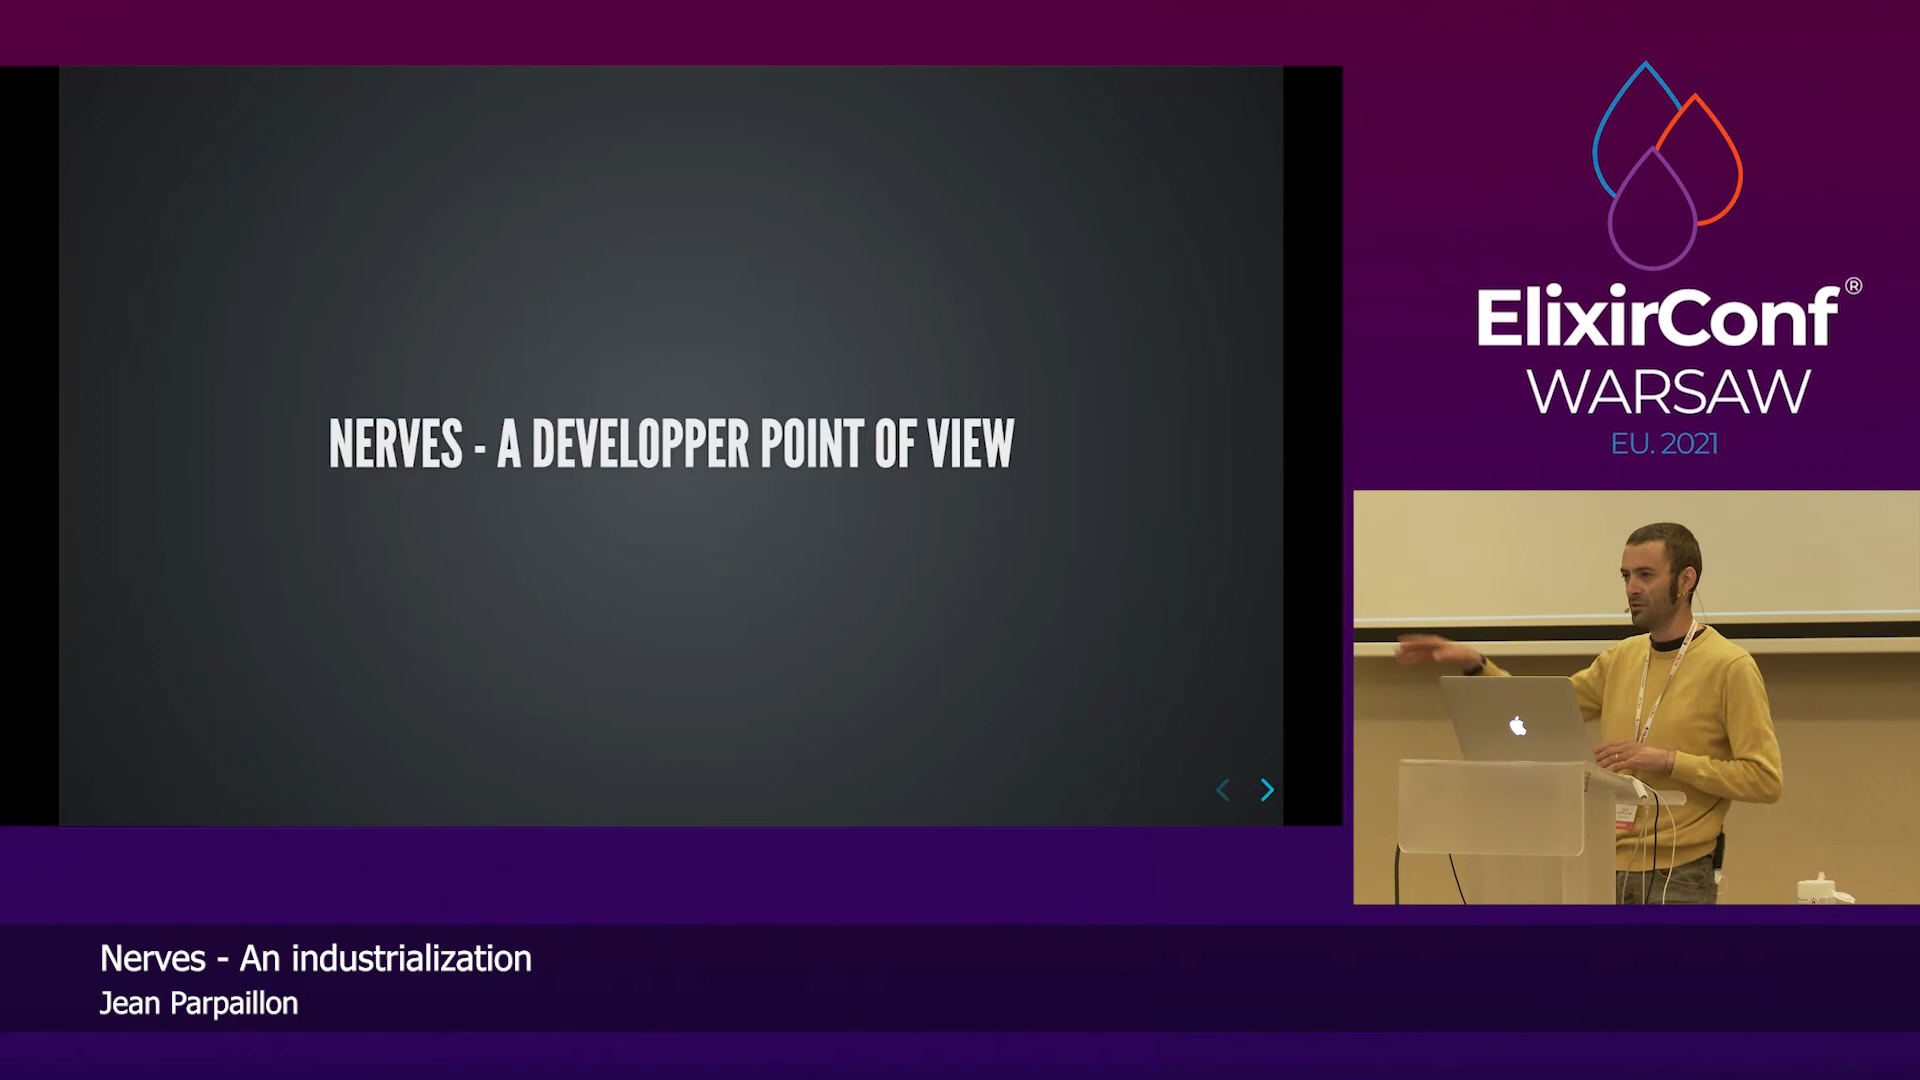 NERVES - A DEVELOPPER POINT OF VIEW
ElixirConf®
WARSAW
EU. 2021
Nerves - An industrialization
Jean Parpaillon